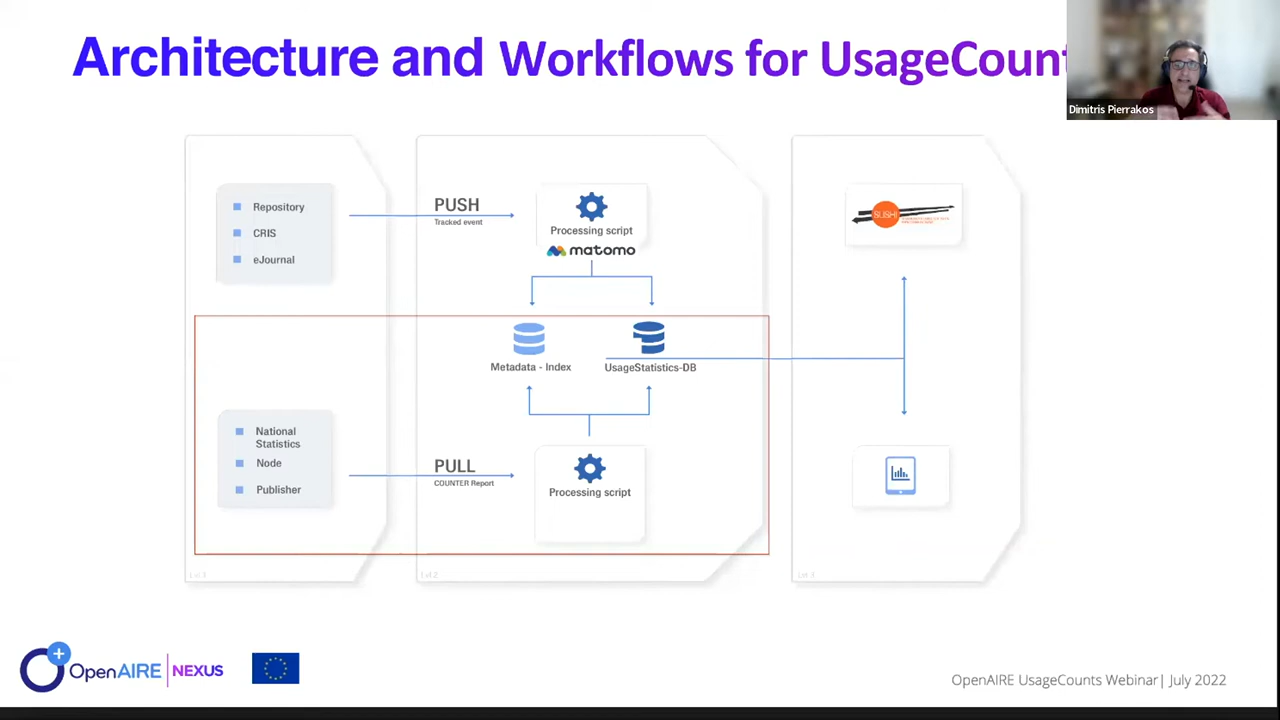 Architecture and Workflows for UsageCount
Dimitris Pierrakos
Repository
CRIS
eJournal
PUSH
Tracked event
Processing script
matomo
SUSHI
Metadata - Index
UsageStatistics-DB
National
Statistics
Node
Publisher
PULL
COUNTER Report
Processing script
OpenAIRE | NEXUS
OpenAIRE UsageCounts Webinar| July 2022